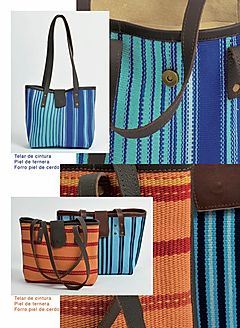 Telar de cintura
Piel de ternera
Forro piel de cerdo
Telar de cintura
Piel de ternera
Forro piel de cerdo